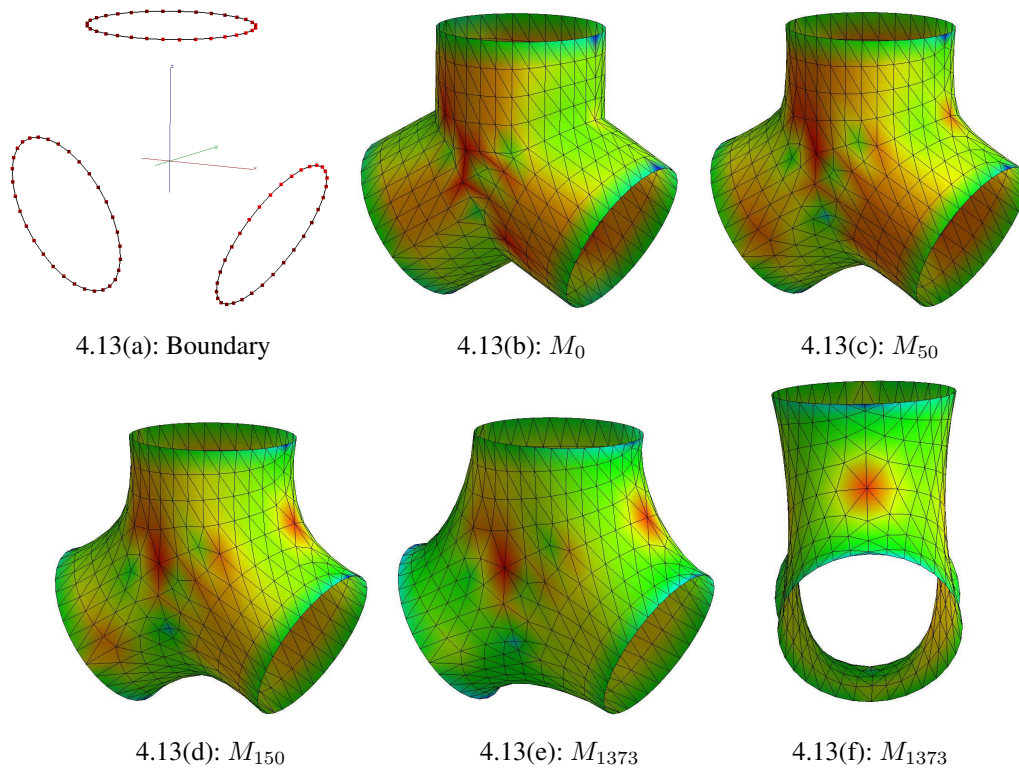 4.13(a): Boundary
4.13(b): M₀
4.13(c): M₅₀
4.13(d): M₁₅₀
4.13(e): M₁₃₇₃
4.13(f): M₁₃₇₃